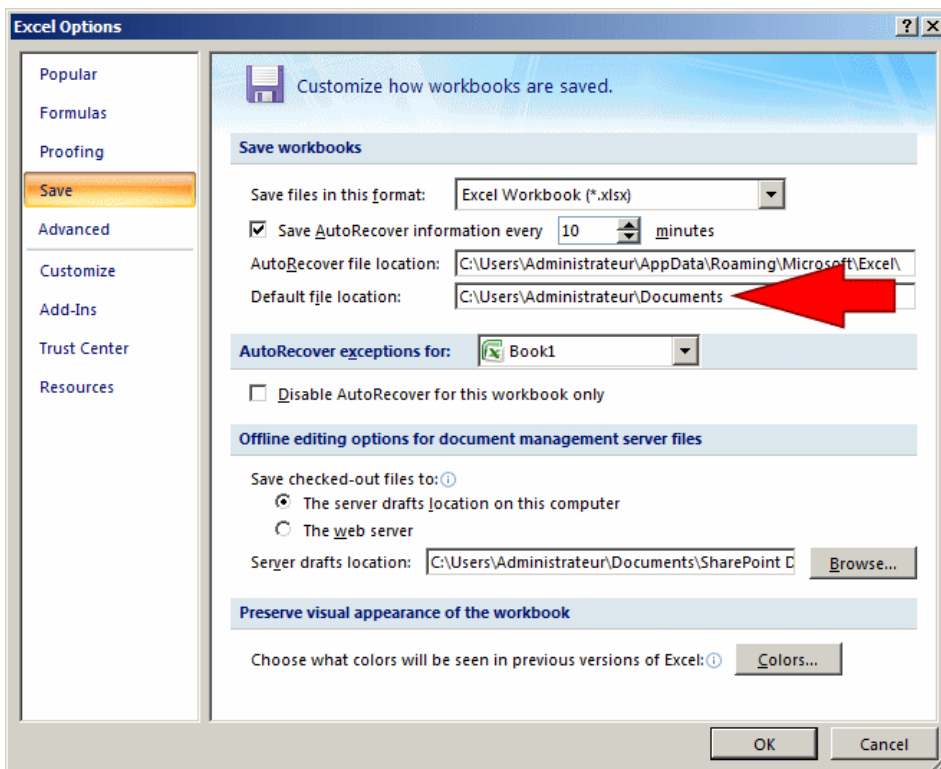 Excel Options
Popular
Formulas
Proofing
Save
Advanced
Customize
Add-Ins
Trust Center
Resources
Customize how workbooks are saved.
Save workbooks
Save files in this format: Excel Workbook (*.xlsx)
Save AutoRecover information every 10 minutes
AutoRecover file location: C:\Users\Administrateur\AppData\Roaming\Microsoft\Excel\
Default file location: C:\Users\Administrateur\Documents
AutoRecover exceptions for: Book1
Disable AutoRecover for this workbook only
Offline editing options for document management server files
Save checked-out files to:
The server drafts location on this computer
The web server
Server drafts location: C:\Users\Administrateur\Documents\SharePoint D Browse...
Preserve visual appearance of the workbook
Choose what colors will be seen in previous versions of Excel: Colors...
OK Cancel